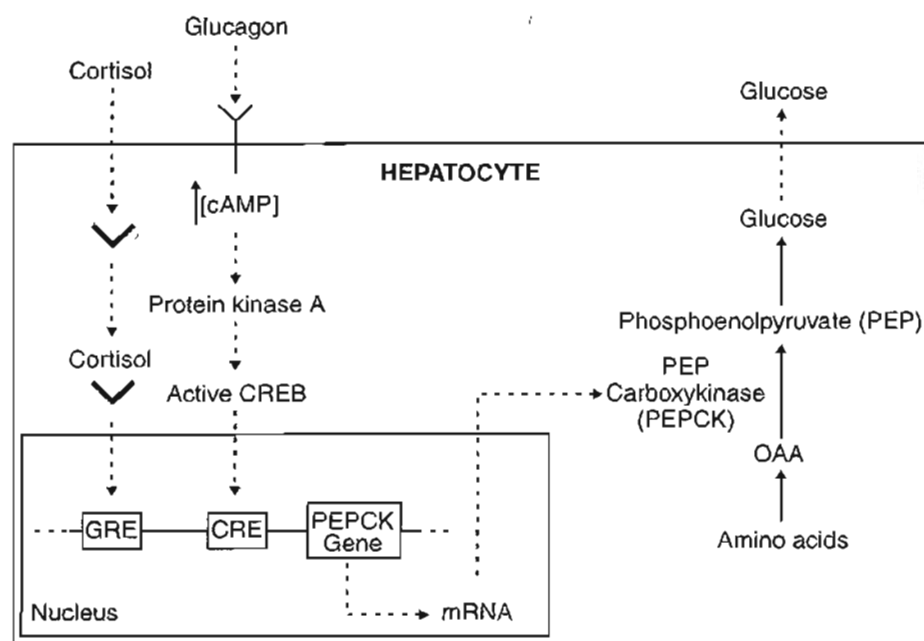 Glucagon
Cortisol
Glucose
HEPATOCYTE
[cAMP]
Glucose
Protein kinase A
Phosphoenolpyruvate (PEP)
Cortisol
PEP
Carboxykinase
(PEPCK)
Active CREB
OAA
GRE
CRE
PEPCK
Gene
Amino acids
Nucleus
mRNA